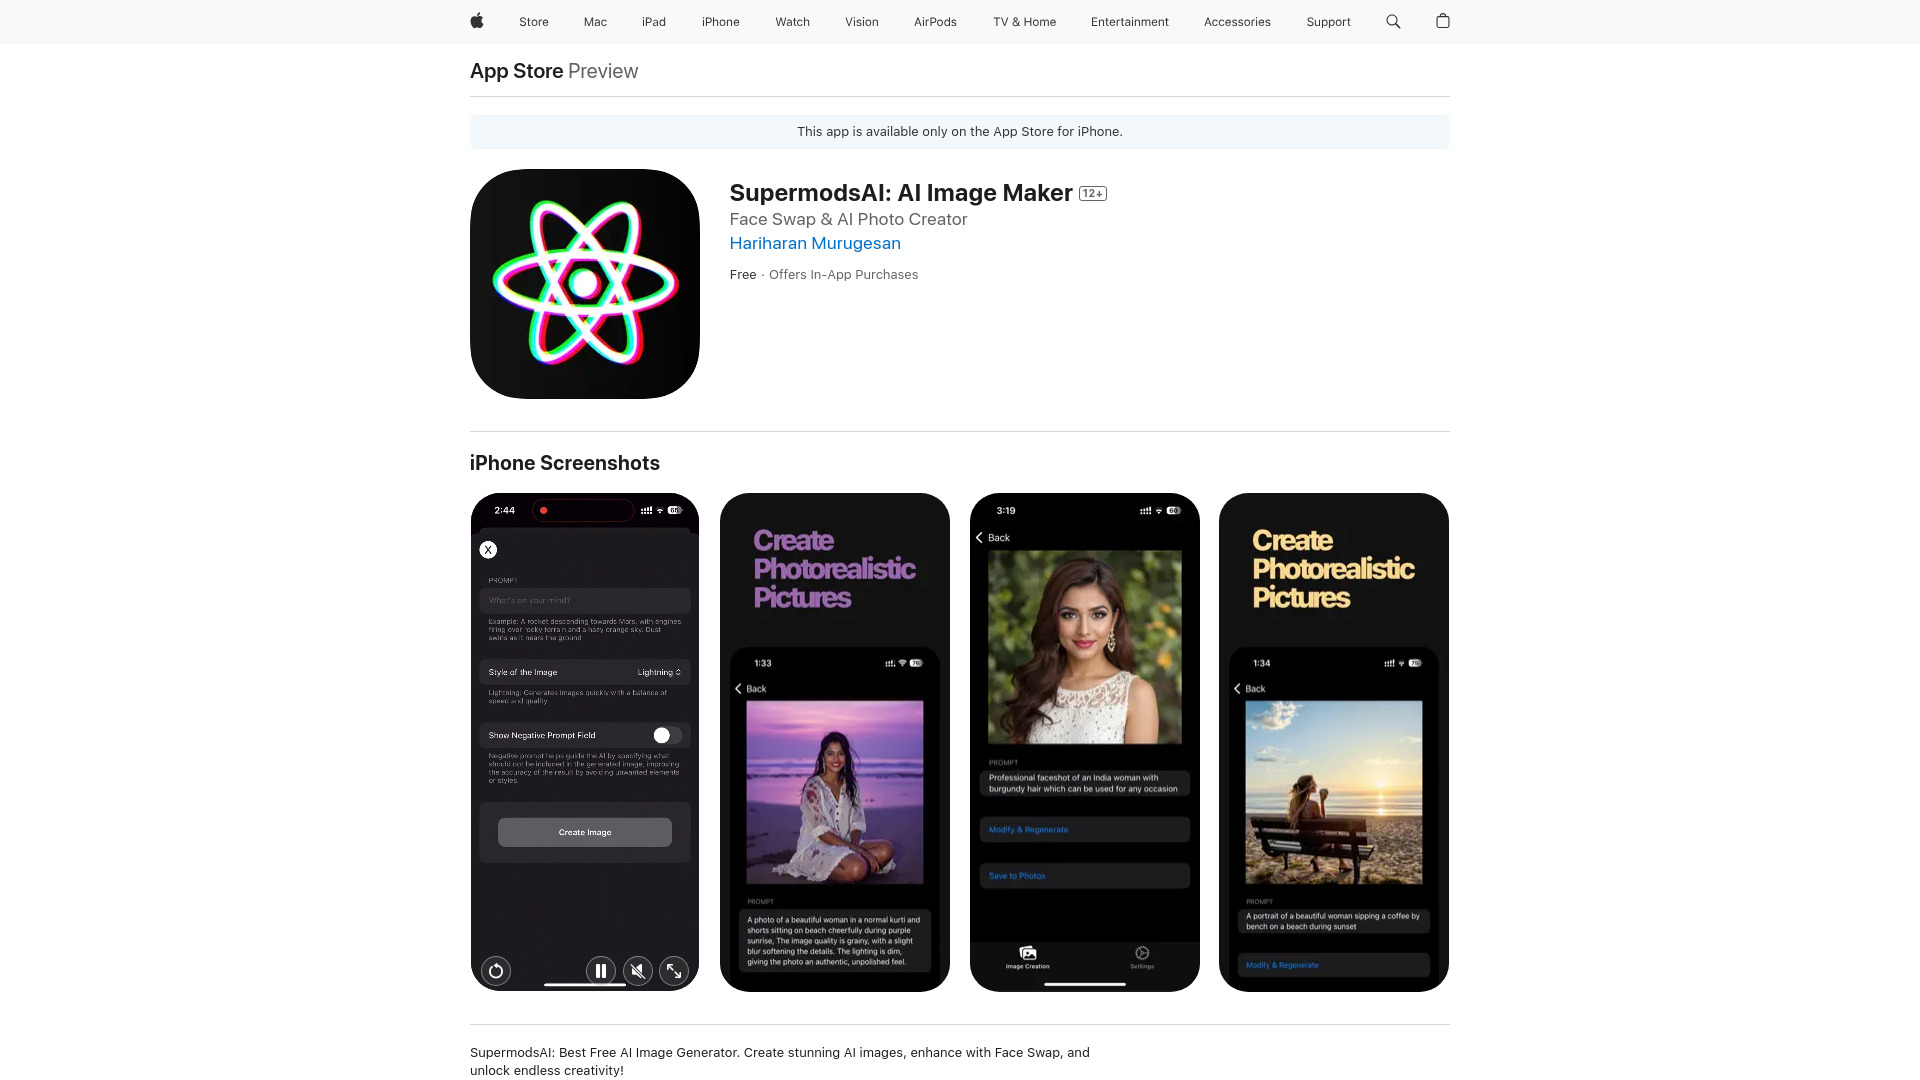 Store Mac iPad iPhone Watch Vision AirPods TV & Home Entertainment Accessories Support
App Store Preview
This app is available only on the App Store for iPhone.
SupermodsAI: AI Image Maker 12+
Face Swap & AI Photo Creator
Hariharan Murugesan
Free · Offers In-App Purchases
iPhone Screenshots
2:44
X
PROMPT
What's on your mind?
Example: A rocket descending towards Mars, with engines
firing over rocky terrain and a hazy orange sky. Dust
swirls as it nears the ground
Style of the Image Lightning
Lightning: Generates images quickly with a balance of
speed and quality
Show Negative Prompt Field
Negative prompt helps guide the AI by specifying what
should not be included in the generated image, improving
the accuracy of the result by avoiding unwanted elements
or styles.
Create Image
Create
Photorealistic
Pictures
1:33
Back
PROMPT
A photo of a beautiful woman in a normal kurti and
shorts sitting on beach cheerfully during purple
sunrise, The image quality is grainy, with a slight
blur softening the details. The lighting is dim,
giving the photo an authentic, unpolished feel.
3:19
Back
PROMPT
Professional faceshot of an India woman with
burgundy hair which can be used for any occasion
Modify & Regenerate
Save to Photos
Image Creation Settings
Create
Photorealistic
Pictures
1:34
Back
PROMPT
A portrait of a beautiful woman sipping a coffee by
bench on a beach during sunset
Modify & Regenerate
SupermodsAI: Best Free AI Image Generator. Create stunning AI images, enhance with Face Swap, and
unlock endless creativity!